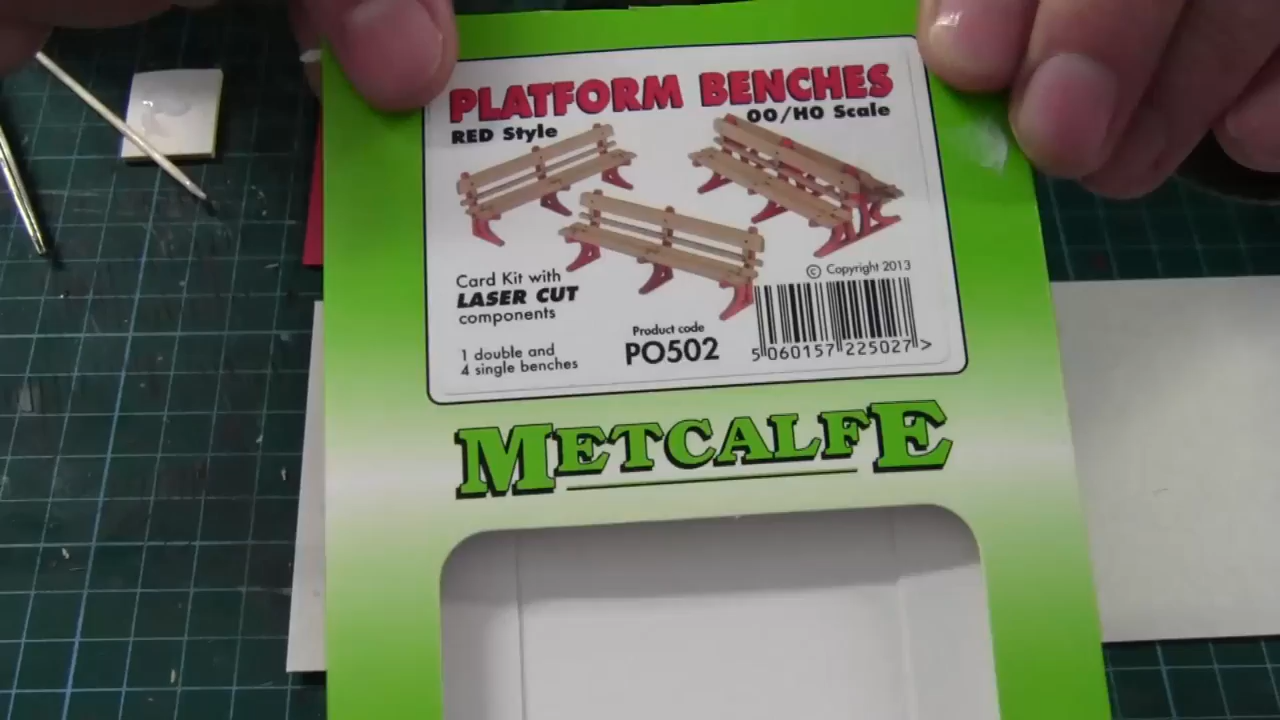 PLATFORM BENCHES
RED Style
OO/HO Scale
© Copyright 2013
Card Kit with
LASER CUT
components
1 double and
4 single benches
Product code
PO502
5 060157 225027 >
METCALFE